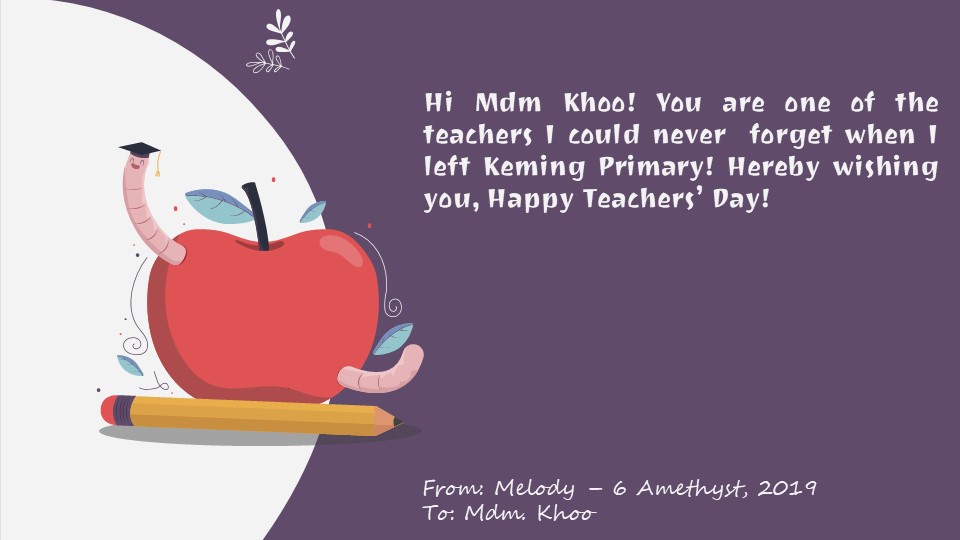 Hi Mdm Khoo! You are one of the
teachers I could never forget when I
left Keming Primary! Hereby wishing
you, Happy Teachers’ Day!
From: Melody – 6 Amethyst, 2019
To: Mdm. Khoo